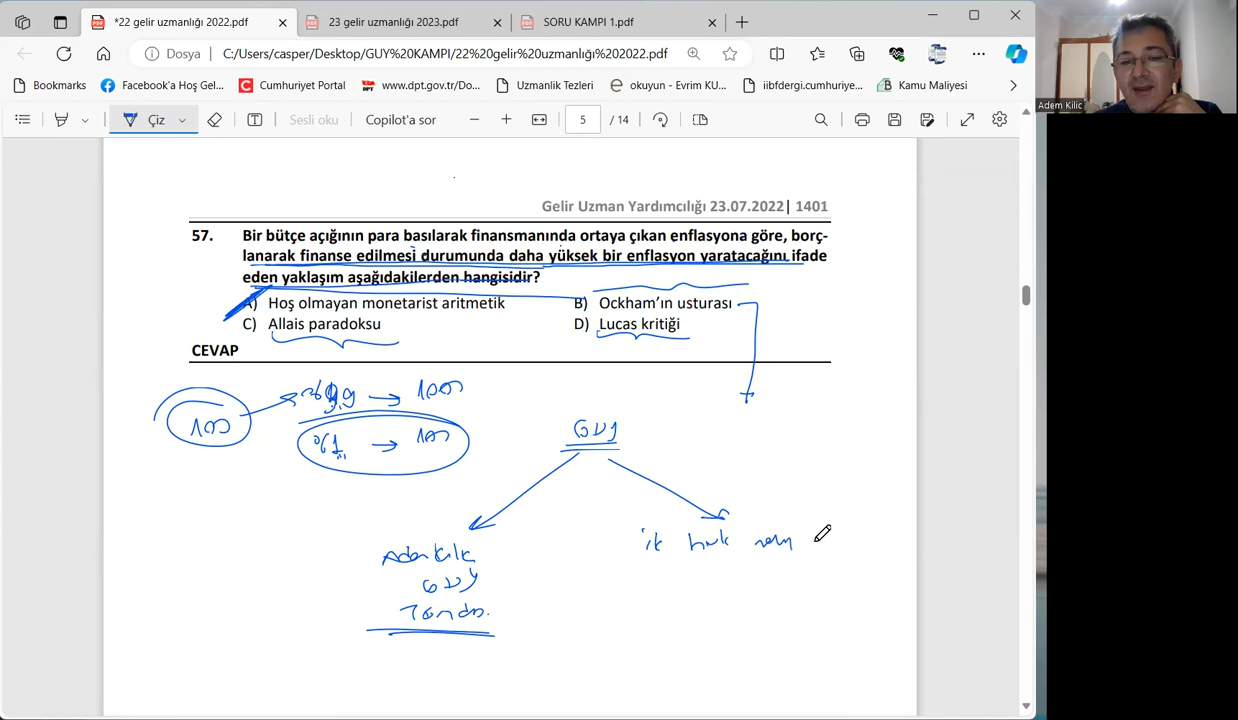 *22 gelir uzmanlığı 2022.pdf
23 gelir uzmanlığı 2023.pdf
SORU KAMPI 1.pdf
Dosya
C:/Users/casper/Desktop/GUY%20KAMPI/22%20gelir%20uzmanlığı%202022.pdf
Bookmarks
Facebook'a Hoş Gel...
Cumhuriyet Portal
www.dpt.gov.tr/Do...
Uzmanlik Tezleri
okuyun - Evrim KU...
iibfdergi.cumhuriye...
Kamu Maliyesi
Çiz
Sesli oku
Copilot'a sor
5 / 14
Adem Kilic
Gelir Uzman Yardımcılığı 23.07.2022| 1401
57. Bir bütçe açığının para basılarak finansmanında ortaya çıkan enflasyona göre, borç-
lanarak finanse edilmesi durumunda daha yüksek bir enflasyon yaratacağını ifade
eden yaklaşım aşağıdakilerden hangisidir?
A) Hoş olmayan monetarist aritmetik B) Ockham'ın usturası
C) Allais paradoksu D) Lucas kritiği
CEVAP
100
%99 → 100
%1 → 100
GUY